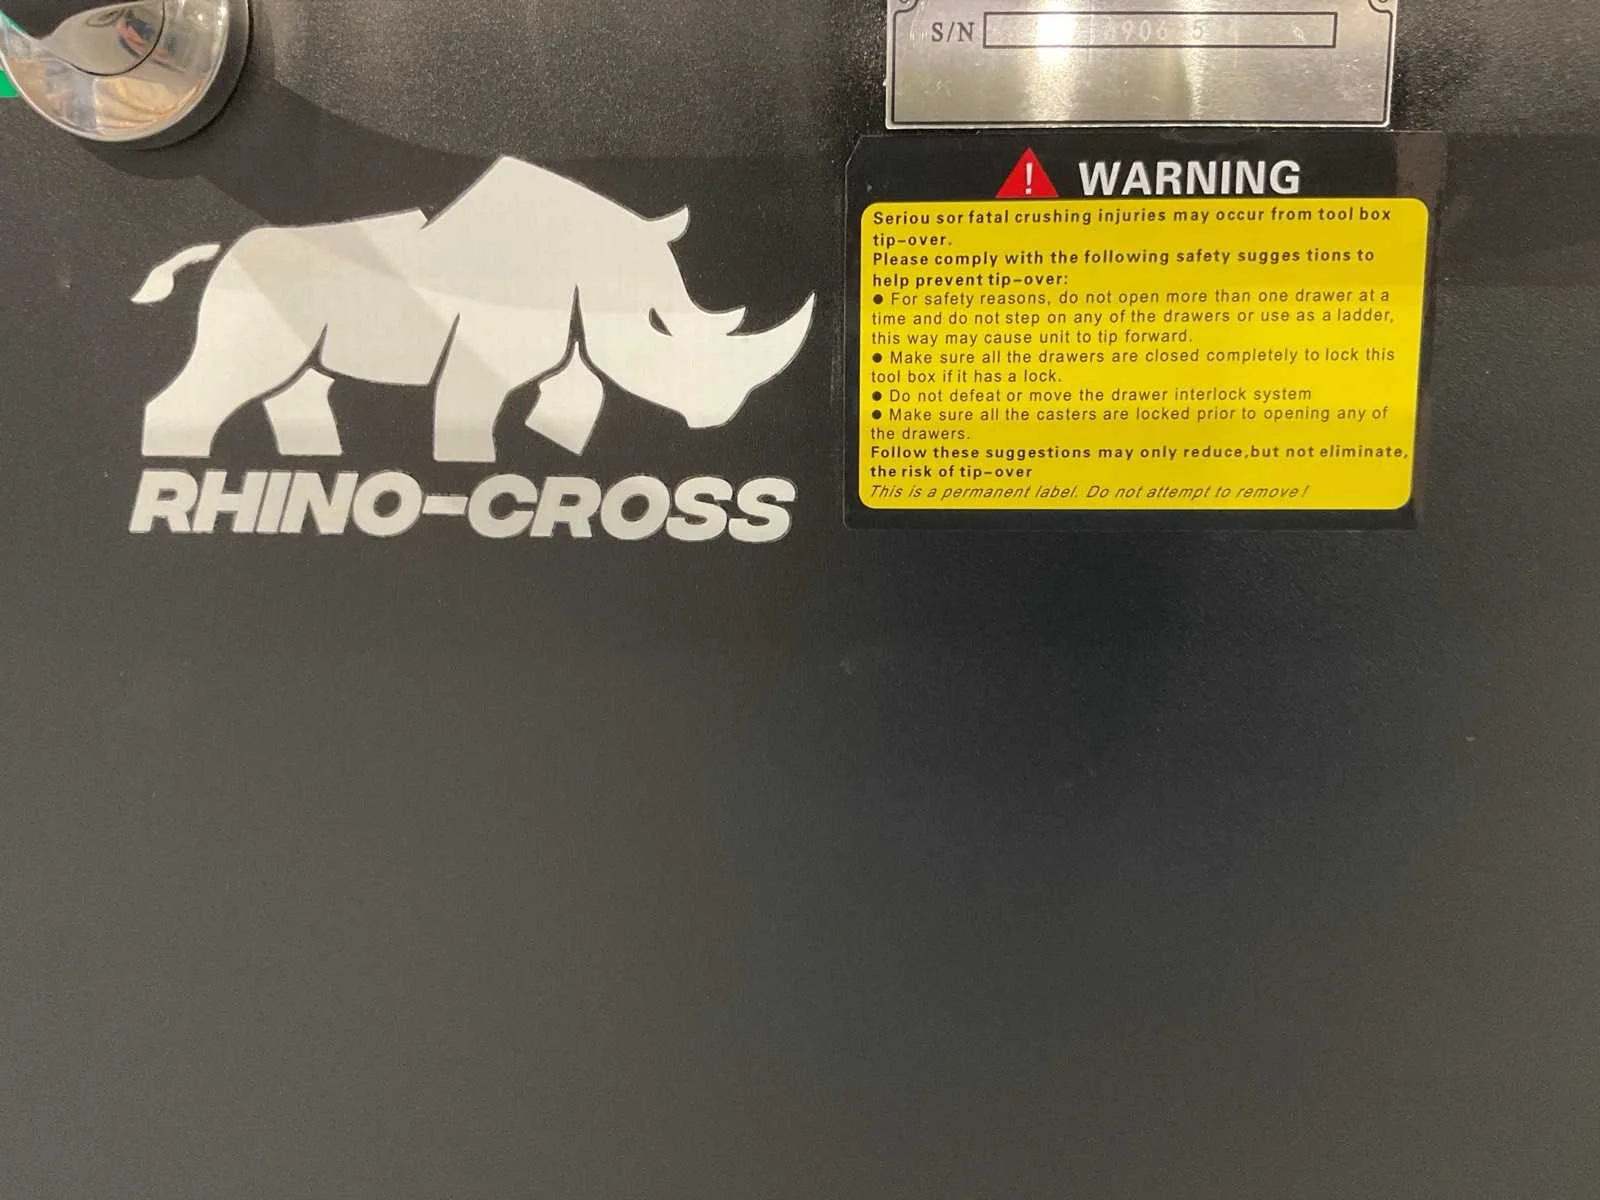 S/N
RHINO-CROSS
! WARNING
Seriou sor fatal crushing injuries may occur from tool box
tip-over.
Please comply with the following safety sugges tions to
help prevent tip-over:
● For safety reasons, do not open more than one drawer at a
time and do not step on any of the drawers or use as a ladder,
this way may cause unit to tip forward.
● Make sure all the drawers are closed completely to lock this
tool box if it has a lock.
● Do not defeat or move the drawer interlock system
● Make sure all the casters are locked prior to opening any of
the drawers.
Follow these suggestions may only reduce,but not eliminate,
the risk of tip-over
This is a permanent label. Do not attempt to remove!